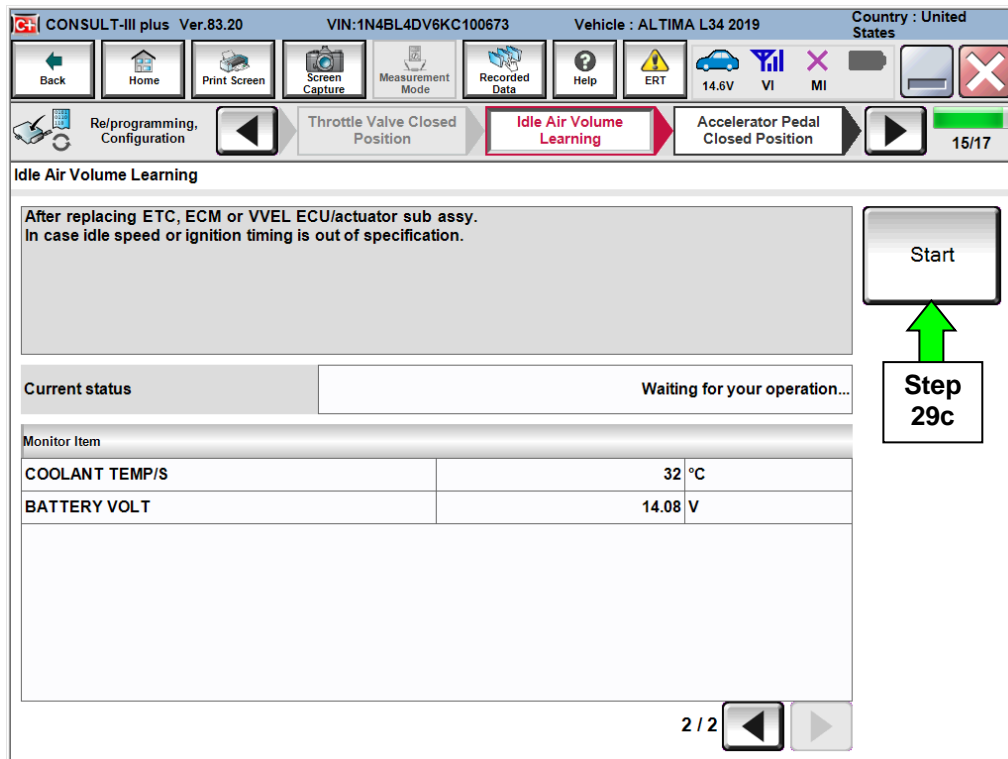 C+ CONSULT-III plus Ver.83.20 VIN:1N4BL4DV6KC100673 Vehicle : ALTIMA L34 2019 Country : United States
Back Home Print Screen Screen Capture Measurement Mode Recorded Data Help ERT 14.6V VI MI
Re/programming, Configuration Throttle Valve Closed Position Idle Air Volume Learning Accelerator Pedal Closed Position 15/17
Idle Air Volume Learning
After replacing ETC, ECM or VVEL ECU/actuator sub assy.
In case idle speed or ignition timing is out of specification.
Start
Current status Waiting for your operation...
Step
29c
Monitor Item
COOLANT TEMP/S 32 °C
BATTERY VOLT 14.08 V
2 / 2